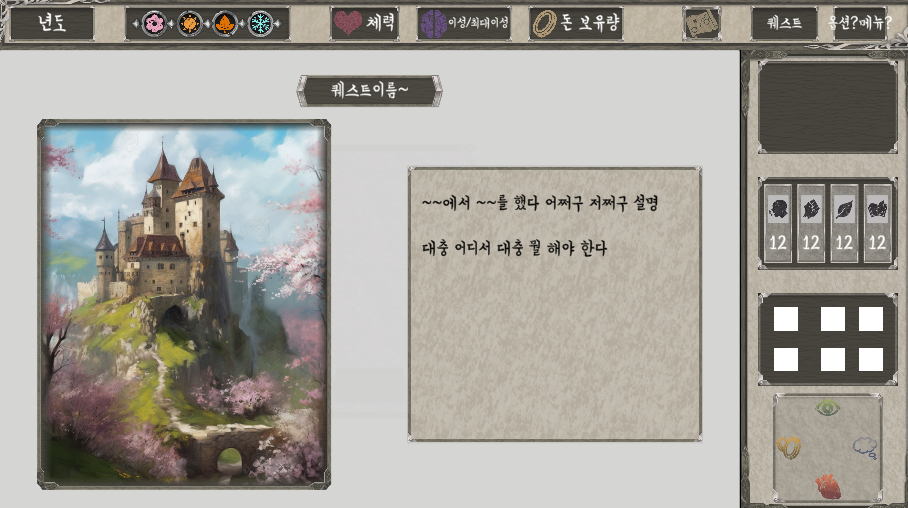 년도
체력
이성/최대이성
돈 보유량
퀘스트
옵션?메뉴?
퀘스트이름~
~~에서 ~~를 했다 어쩌구 저쩌구 설명
대충 어디서 대충 뭘 해야 한다
12 12 12 12